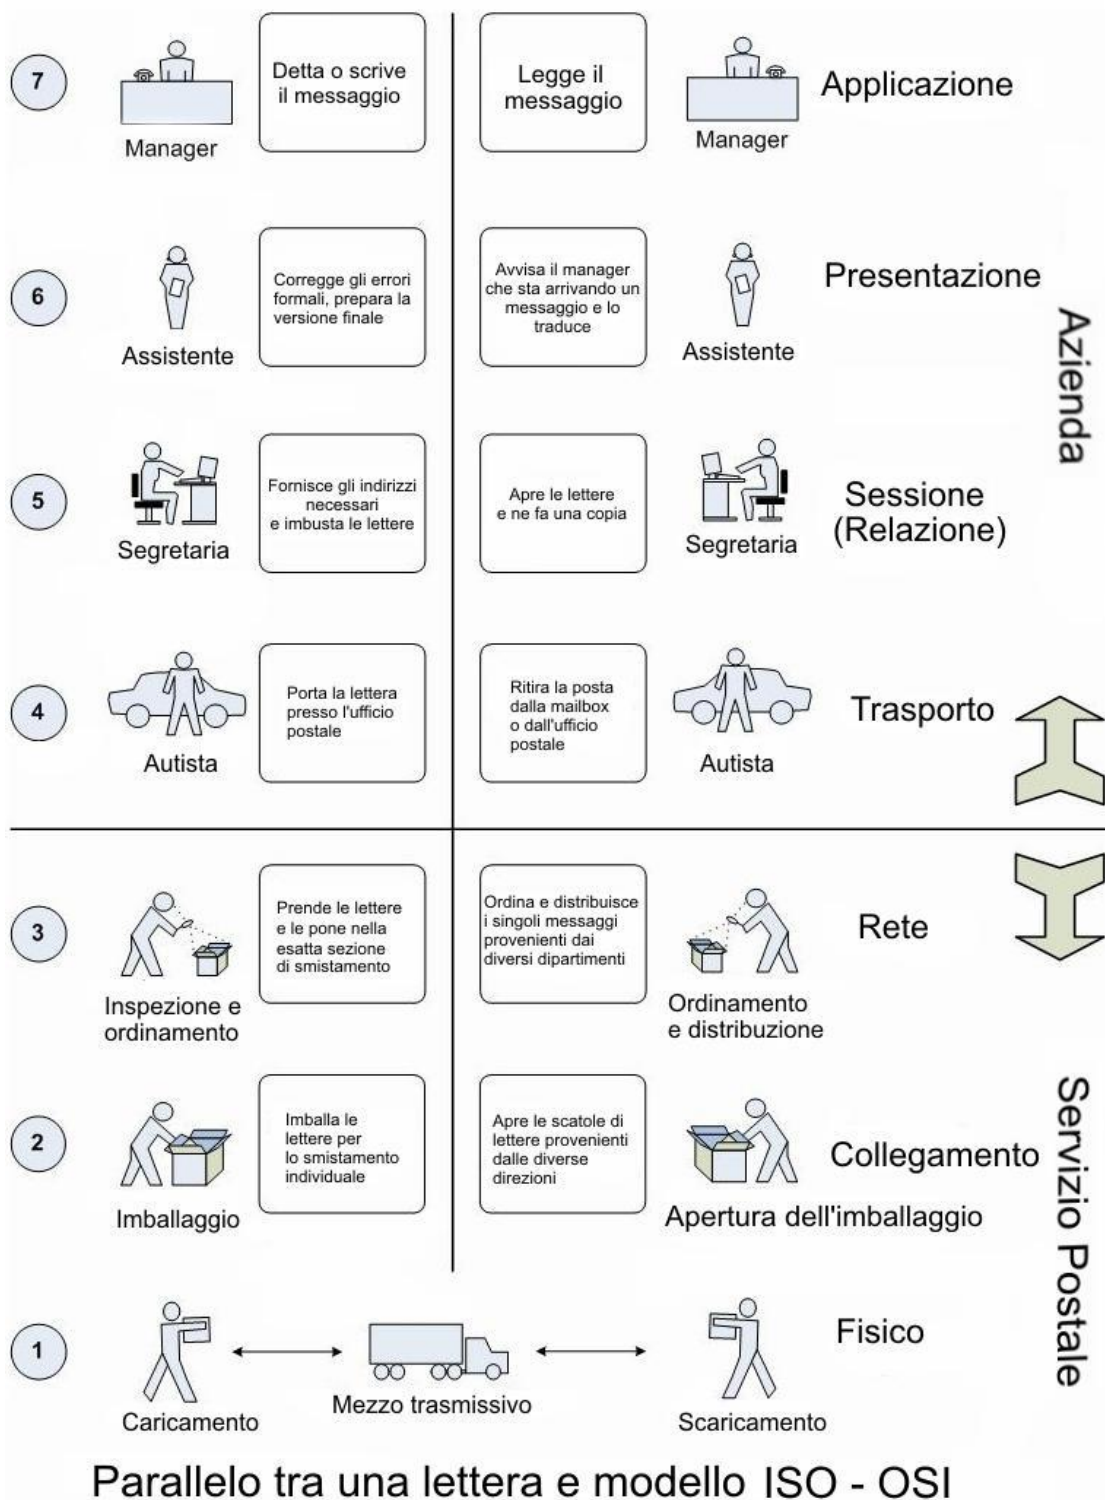 7
Manager
Detta o scrive
il messaggio
Legge il
messaggio
Manager
Applicazione
6
Assistente
Corregge gli errori
formali, prepara la
versione finale
Avvisa il manager
che sta arrivando un
messaggio e lo
traduce
Assistente
Presentazione
Azienda
5
Segretaria
Fornisce gli indirizzi
necessari
e imbusta le lettere
Apre le lettere
e ne fa una copia
Segretaria
Sessione
(Relazione)
4
Autista
Porta la lettera
presso l'ufficio
postale
Ritira la posta
dalla mailbox
o dall'ufficio
postale
Autista
Trasporto
3
Inspezione e
ordinamento
Prende le lettere
e le pone nella
esatta sezione
di smistamento
Ordina e distribuisce
i singoli messaggi
provenienti dai
diversi dipartimenti
Ordinamento
e distribuzione
Rete
2
Imballaggio
Imballa le
lettere per
lo smistamento
individuale
Apre le scatole di
lettere provenienti
dalle diverse
direzioni
Apertura dell'imballaggio
Collegamento
Servizio Postale
1
Caricamento
Mezzo trasmissivo
Scaricamento
Fisico
Parallelo tra una lettera e modello ISO - OSI